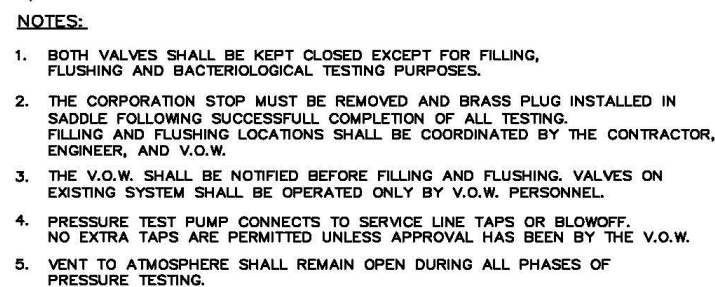 NOTES:
1. BOTH VALVES SHALL BE KEPT CLOSED EXCEPT FOR FILLING,
FLUSHING AND BACTERIOLOGICAL TESTING PURPOSES.
2. THE CORPORATION STOP MUST BE REMOVED AND BRASS PLUG INSTALLED IN
SADDLE FOLLOWING SUCCESSFULL COMPLETION OF ALL TESTING.
FILLING AND FLUSHING LOCATIONS SHALL BE COORDINATED BY THE CONTRACTOR,
ENGINEER, AND V.O.W.
3. THE V.O.W. SHALL BE NOTIFIED BEFORE FILLING AND FLUSHING. VALVES ON
EXISTING SYSTEM SHALL BE OPERATED ONLY BY V.O.W. PERSONNEL.
4. PRESSURE TEST PUMP CONNECTS TO SERVICE LINE TAPS OR BLOWOFF.
NO EXTRA TAPS ARE PERMITTED UNLESS APPROVAL HAS BEEN BY THE V.O.W.
5. VENT TO ATMOSPHERE SHALL REMAIN OPEN DURING ALL PHASES OF
PRESSURE TESTING.